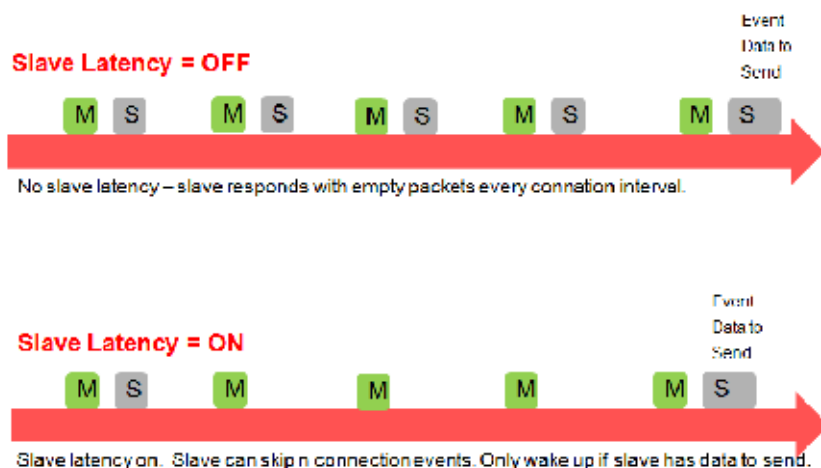 Event
Data to
Send
Slave Latency = OFF
M S M S M S M S M S
No slave latency – slave responds with empty packets every connation interval.
Event
Data to
Send
Slave Latency = ON
M S M M M M S
Slave latency on. Slave can skip n connection events. Only wake up if slave has data to send.